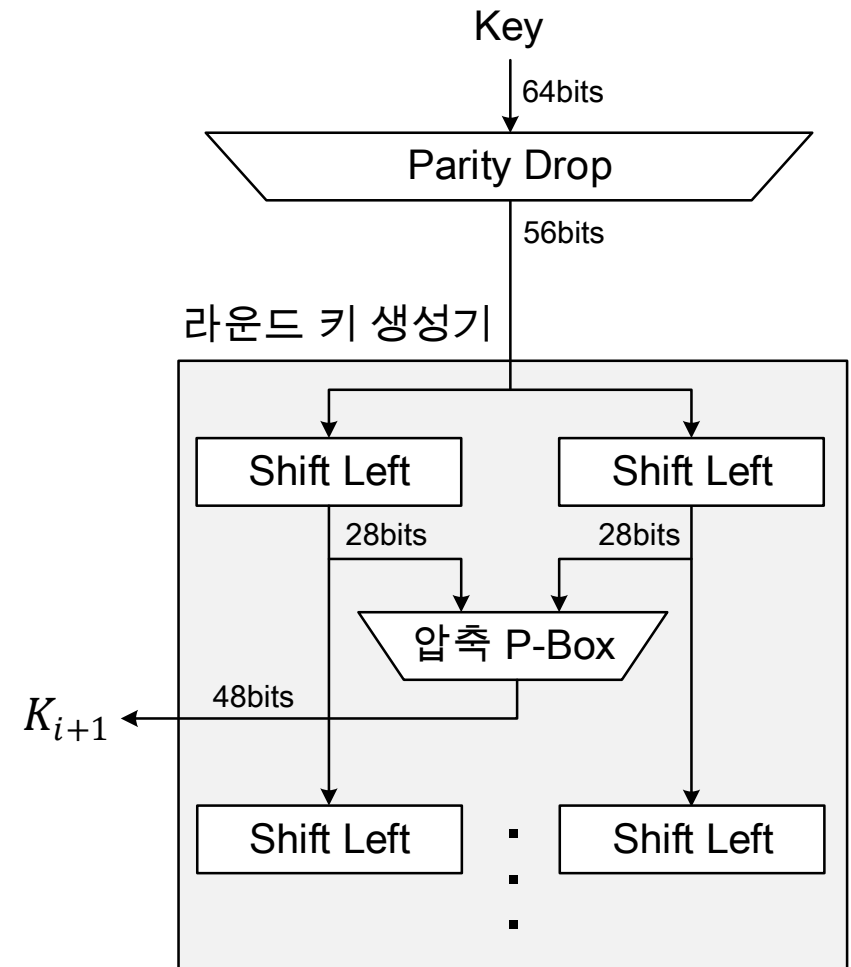 Key
64bits
Parity Drop
56bits
라운드 키 생성기
Shift Left
Shift Left
28bits
28bits
압축 P-Box
48bits
K_{i+1}
Shift Left
Shift Left